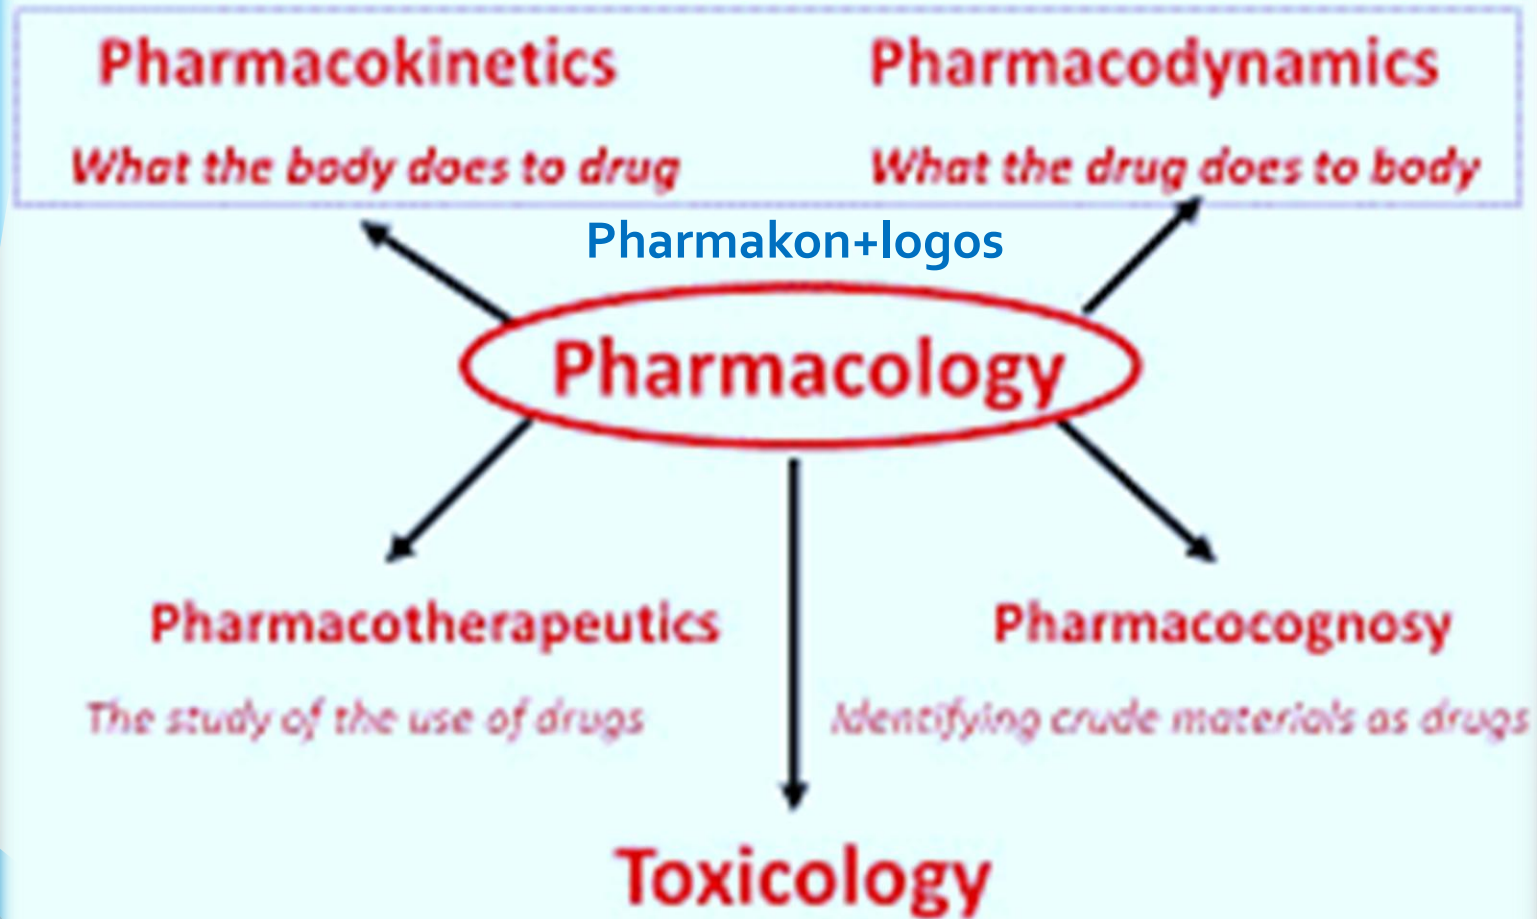 Pharmacokinetics
What the body does to drug
Pharmacodynamics
What the drug does to body
Pharmakon+logos
Pharmacology
Pharmacotherapeutics
The study of the use of drugs
Pharmacocognosy
Identifying crude materials as drugs
Toxicology